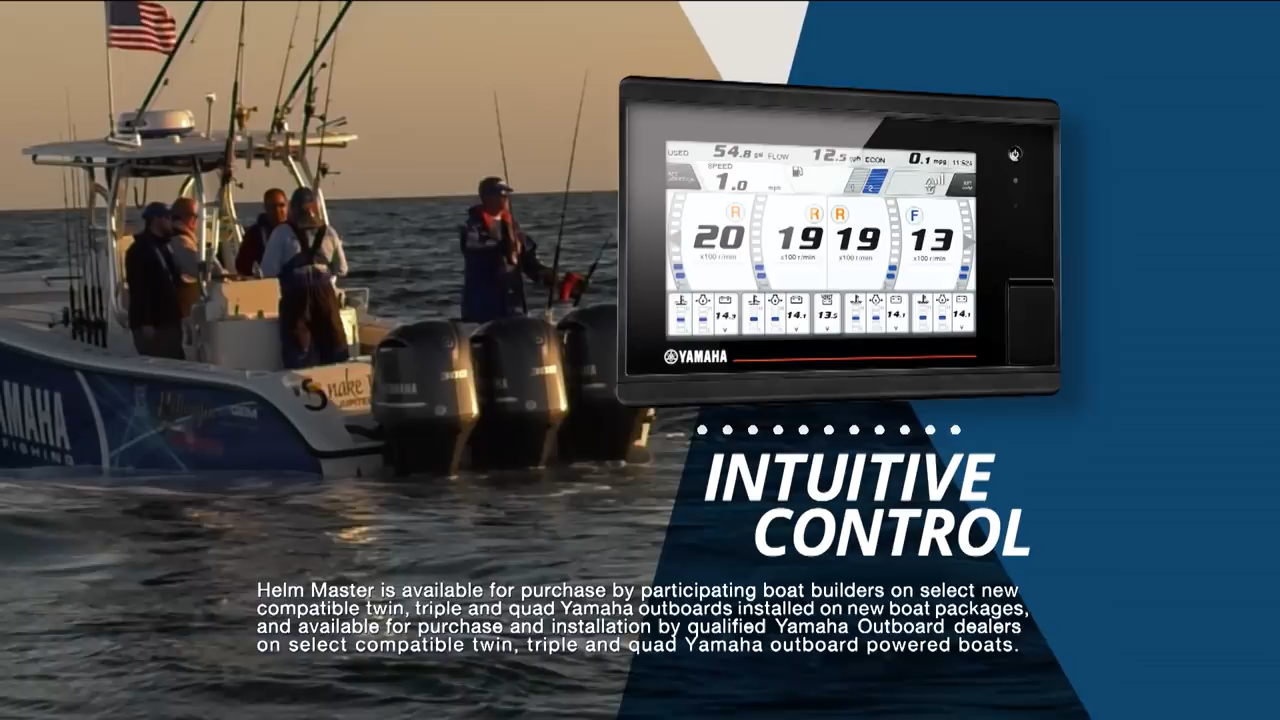 USED 54.8 gal FLOW 12.5 gph ECON 0.1 mpg
SPEED
1.0 mph
R R R F
20 19 19 13
x100 r/min x100 r/min x100 r/min x100 r/min
14.1 13.5 14.1 14.1
V V V V V
YAMAHA
Snake
AMAHA
FISHING
INTUITIVE
CONTROL
Helm Master is available for purchase by participating boat builders on select new
compatible twin, triple and quad Yamaha outboards installed on new boat packages,
and available for purchase and installation by qualified Yamaha Outboard dealers
on select compatible twin, triple and quad Yamaha outboard powered boats.